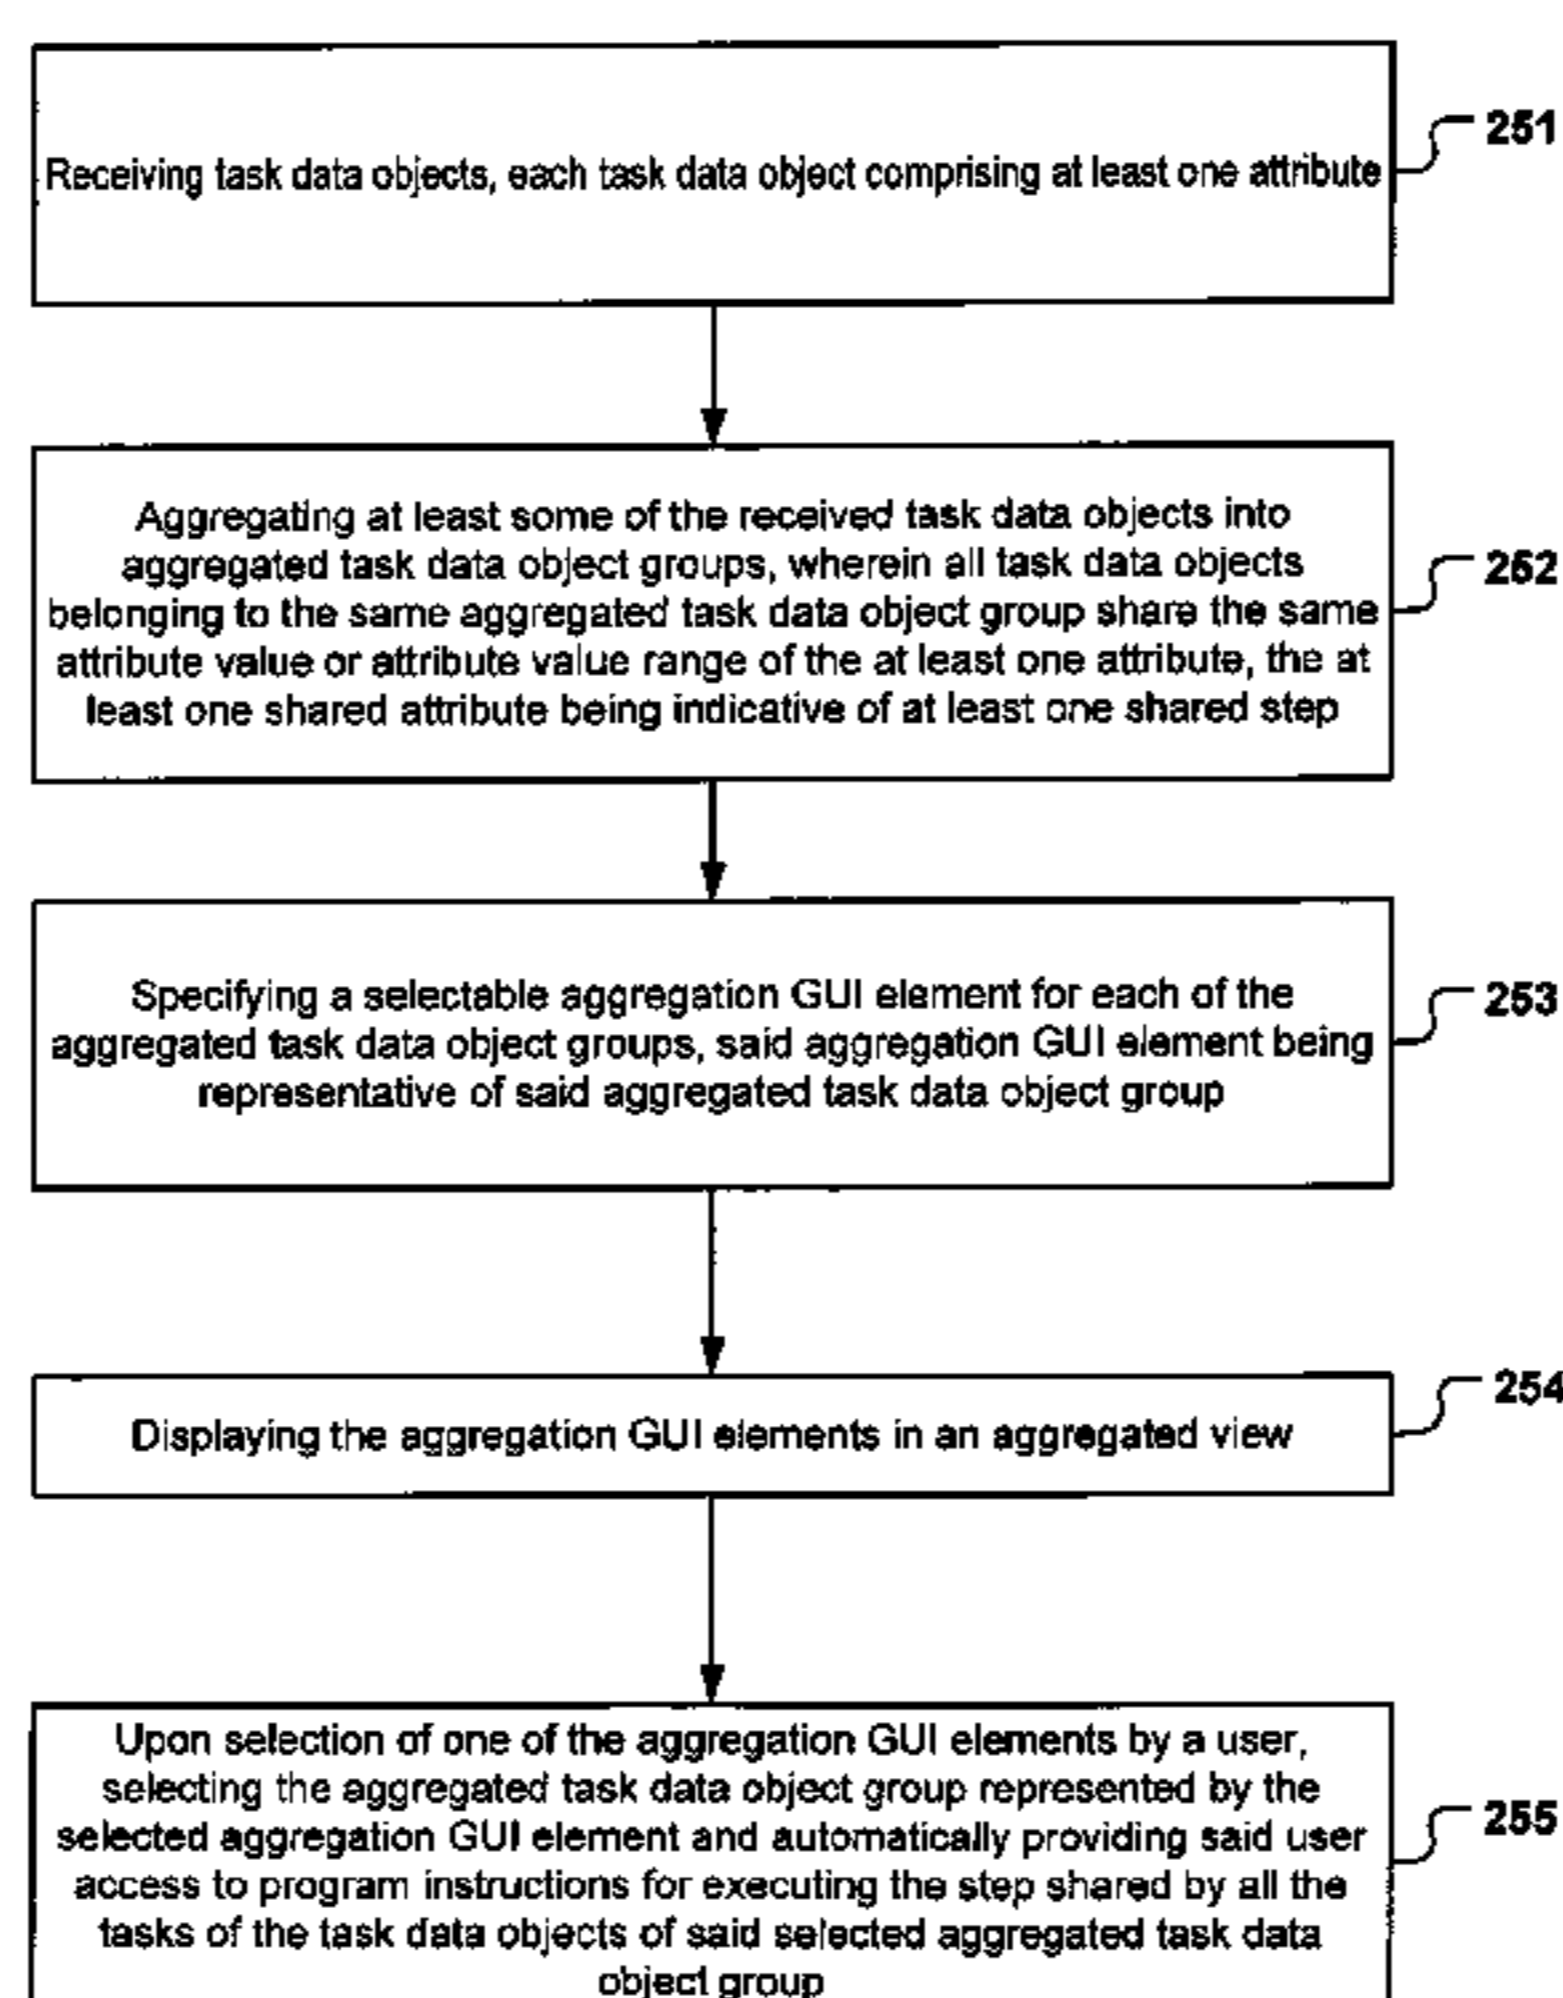 251
Receiving task data objects, each task data object comprising at least one attribute
252
Aggregating at least some of the received task data objects into
aggregated task data object groups, wherein all task data objects
belonging to the same aggregated task data object group share the same
attribute value or attribute value range of the at least one attribute, the at
least one shared attribute being indicative of at least one shared step
253
Specifying a selectable aggregation GUI element for each of the
aggregated task data object groups, said aggregation GUI element being
representative of said aggregated task data object group
254
Displaying the aggregation GUI elements in an aggregated view
255
Upon selection of one of the aggregation GUI elements by a user,
selecting the aggregated task data object group represented by the
selected aggregation GUI element and automatically providing said user
access to program instructions for executing the step shared by all the
tasks of the task data objects of said selected aggregated task data
object group